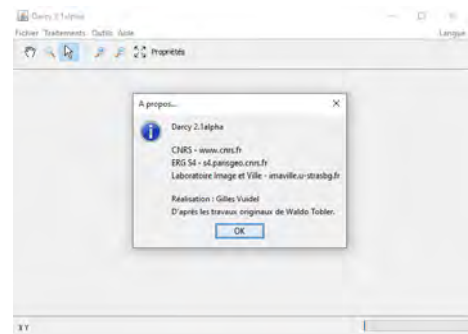 Darcy 2.1alpha
Fichier Traitements Outils Aide Langue
Propriétés
A propos...
Darcy 2.1alpha
CNRS - www.cnrs.fr
ERG S4 - s4.parisgeo.cnrs.fr
Laboratoire Image et Ville - imaville.u-strasbg.fr
Réalisation : Gilles Vuidel
D'après les travaux originaux de Waldo Tobler.
OK
X Y